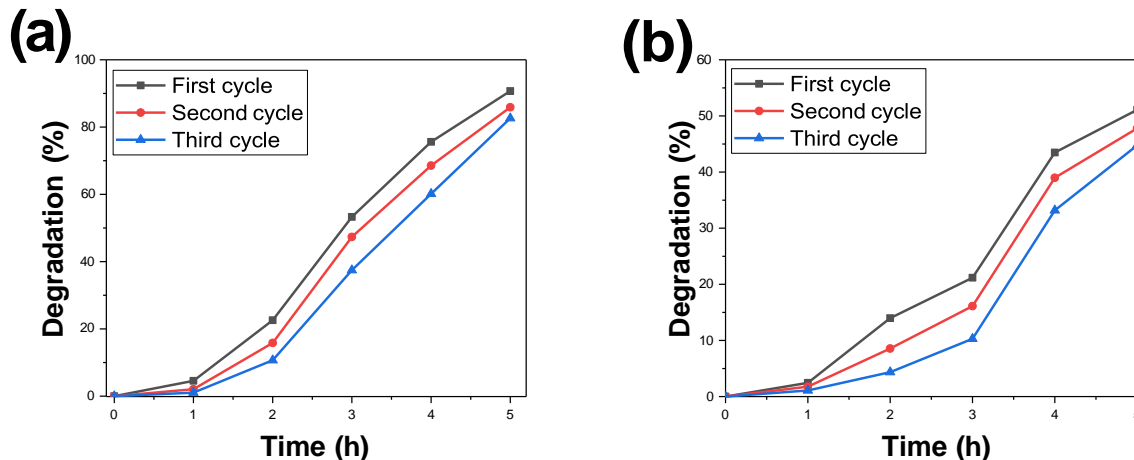 (a)
100
80
60
40
20
0
First cycle
Second cycle
Third cycle
Degradation (%)
0 1 2 3 4 5
Time (h)
(b)
60
50
40
30
20
10
0
First cycle
Second cycle
Third cycle
Degradation (%)
0 1 2 3 4
Time (h)